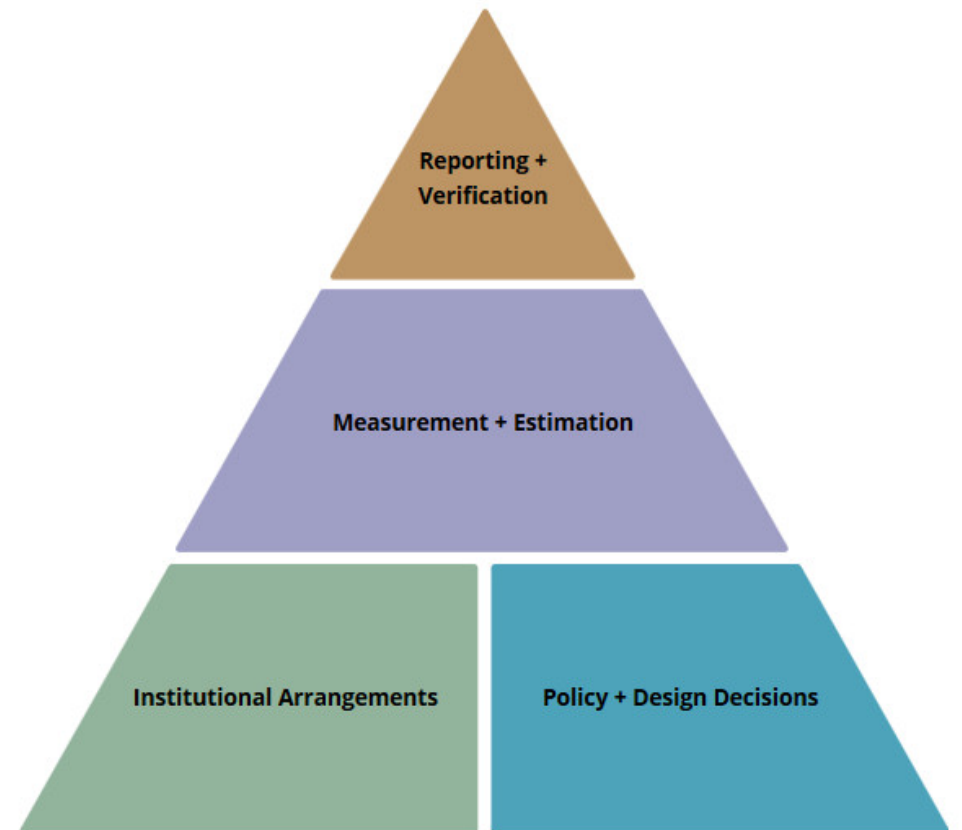 Reporting +
Verification
Measurement + Estimation
Institutional Arrangements
Policy + Design Decisions